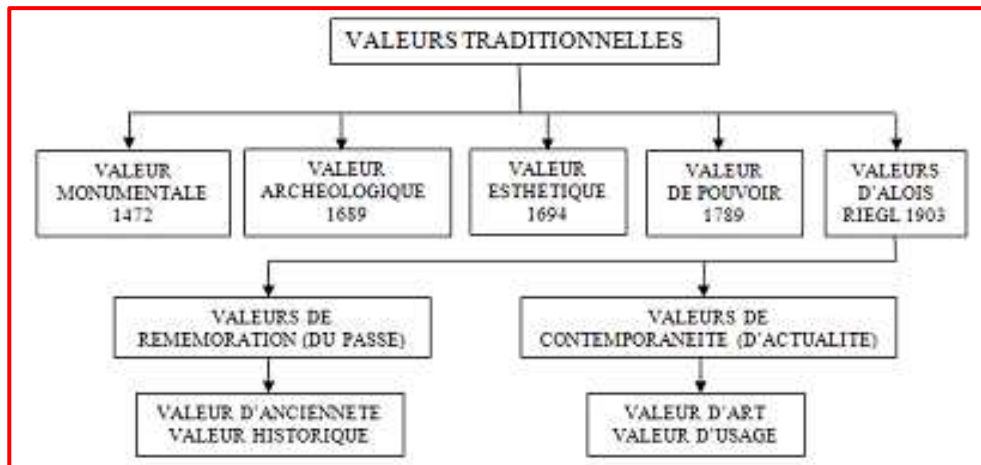 VALEURS TRADITIONNELLES
VALEUR
MONUMENTALE
1472
VALEUR
ARCHEOLOGIQUE
1689
VALEUR
ESTHETIQUE
1694
VALEUR
DE POUVOIR
1789
VALEURS
D'ALOIS
RIEGL 1903
VALEURS DE
REMEMORATION (DU PASSE)
VALEURS DE
CONTEMPORANEITE (D'ACTUALITE)
VALEUR D'ANCIENNETE
VALEUR HISTORIQUE
VALEUR D'ART
VALEUR D'USAGE